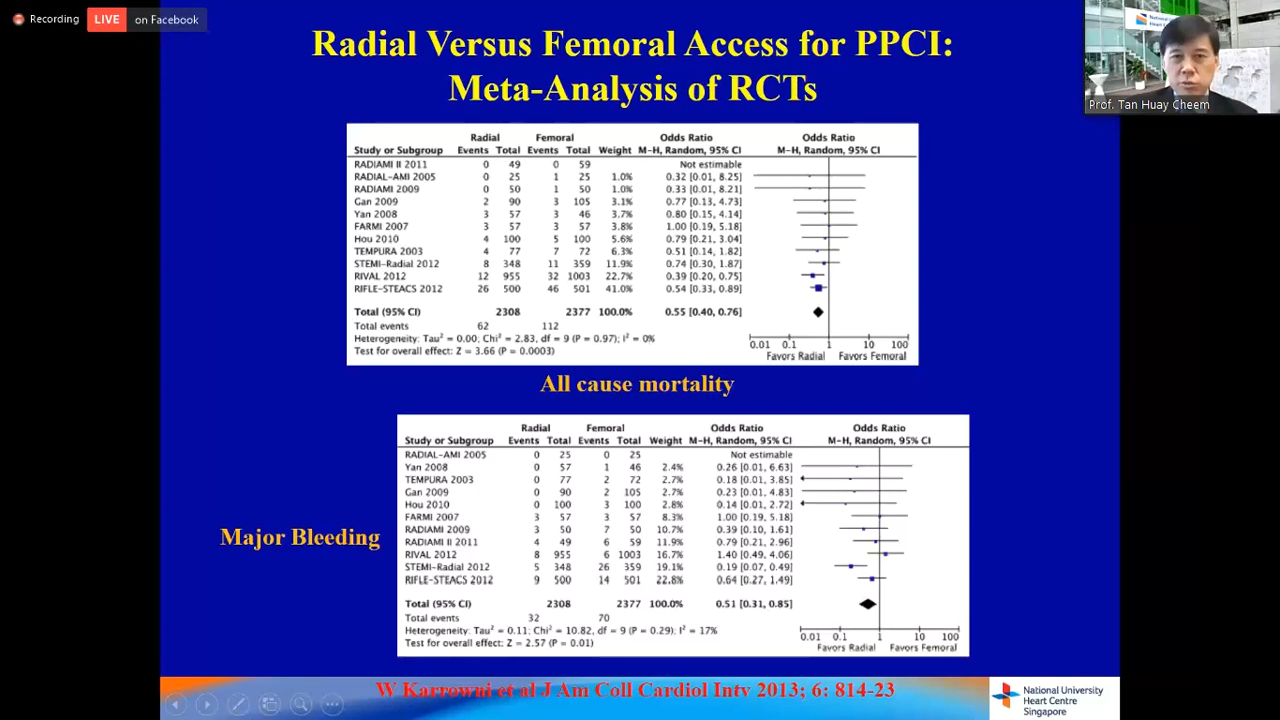 Recording LIVE on Facebook
Radial Versus Femoral Access for PPCI:
Meta-Analysis of RCTs
Prof. Tan Huay Cheem
Radial Femoral Odds Ratio Odds Ratio
Study or Subgroup Events Total Events Total Weight M-H, Random, 95% CI M-H, Random, 95% CI
RADIAMI II 2011 0 49 0 59 Not estimable
RADIAL-AMI 2005 0 25 1 25 1.0% 0.32 [0.01, 8.25]
RADIAMI 2009 0 50 1 50 1.0% 0.33 [0.01, 8.21]
Gan 2009 2 90 3 105 3.1% 0.77 [0.13, 4.73]
Yan 2008 3 57 3 46 3.7% 0.80 [0.15, 4.14]
FARMI 2007 3 57 3 57 3.8% 1.00 [0.19, 5.18]
Hou 2010 4 100 5 100 5.6% 0.79 [0.21, 3.04]
TEMPURA 2003 4 77 7 72 6.3% 0.51 [0.14, 1.82]
STEMI-Radial 2012 8 348 11 359 11.9% 0.74 [0.30, 1.87]
RIVAL 2012 12 955 32 1003 22.7% 0.39 [0.20, 0.75]
RIFLE-STEACS 2012 26 500 46 501 41.0% 0.54 [0.33, 0.89]
Total (95% CI) 2308 2377 100.0% 0.55 [0.40, 0.76]
Total events 62 112
Heterogeneity: Tau² = 0.00; Chi² = 2.83, df = 9 (P = 0.97); I² = 0%
Test for overall effect: Z = 3.66 (P = 0.0003)
0.01 0.1 1 10 100
Favors Radial Favors Femoral
All cause mortality
Radial Femoral Odds Ratio Odds Ratio
Study or Subgroup Events Total Events Total Weight M-H, Random, 95% CI M-H, Random, 95% CI
RADIAL-AMI 2005 0 25 0 25 Not estimable
Yan 2008 0 57 1 46 2.4% 0.26 [0.01, 6.63]
TEMPURA 2003 0 77 2 72 2.7% 0.18 [0.01, 3.85]
Gan 2009 0 90 2 105 2.7% 0.23 [0.01, 4.83]
Hou 2010 0 100 3 100 2.8% 0.14 [0.01, 2.72]
FARMI 2007 3 57 3 57 8.3% 1.00 [0.19, 5.18]
RADIAMI 2009 3 50 7 50 10.7% 0.39 [0.10, 1.61]
RADIAMI II 2011 4 49 6 59 11.9% 0.79 [0.21, 2.96]
RIVAL 2012 8 955 6 1003 16.7% 1.40 [0.49, 4.06]
STEMI-Radial 2012 5 348 26 359 19.1% 0.19 [0.07, 0.49]
RIFLE-STEACS 2012 9 500 14 501 22.8% 0.64 [0.27, 1.49]
Total (95% CI) 2308 2377 100.0% 0.51 [0.31, 0.85]
Total events 32 70
Heterogeneity: Tau² = 0.11; Chi² = 10.82, df = 9 (P = 0.29); I² = 17%
Test for overall effect: Z = 2.57 (P = 0.01)
0.01 0.1 1 10 100
Favors Radial Favors Femoral
Major Bleeding
W Karrowni et al J Am Coll Cardiol Intv 2013; 6: 814-23
National University
Heart Centre
Singapore